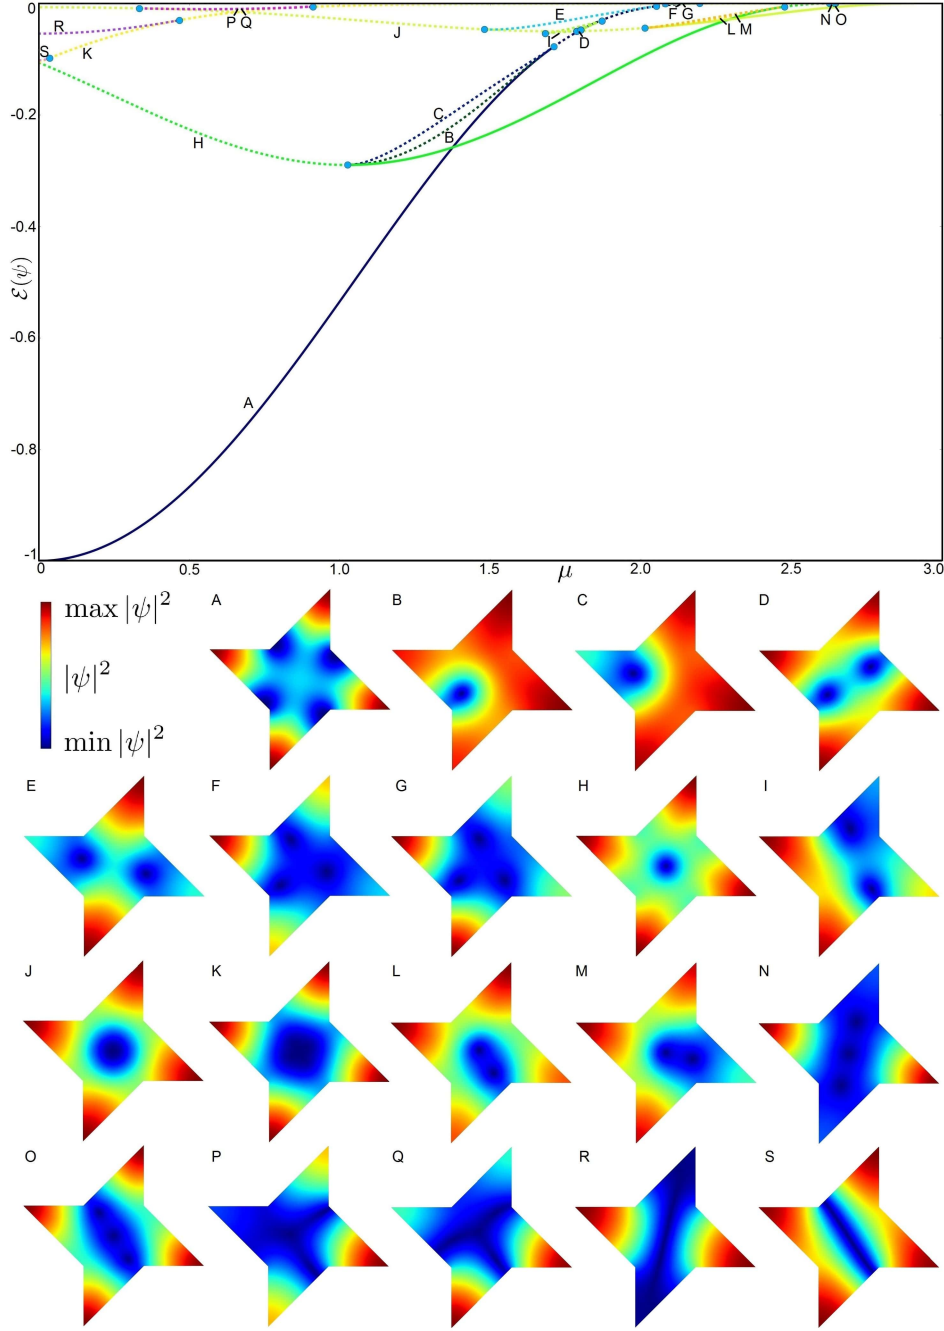 0
P Q
E
F G
J
I
D
L M
N O
R
S
K
-0.2
C
B
H
-0.4
ℰ(ψ)
-0.6
A
-0.8
-1
0 0.5 1.0 1.5 2.0 2.5 3.0
μ
max |ψ|²
|ψ|²
min |ψ|²
A B C D
E F G H I
J K L M N
O P Q R S